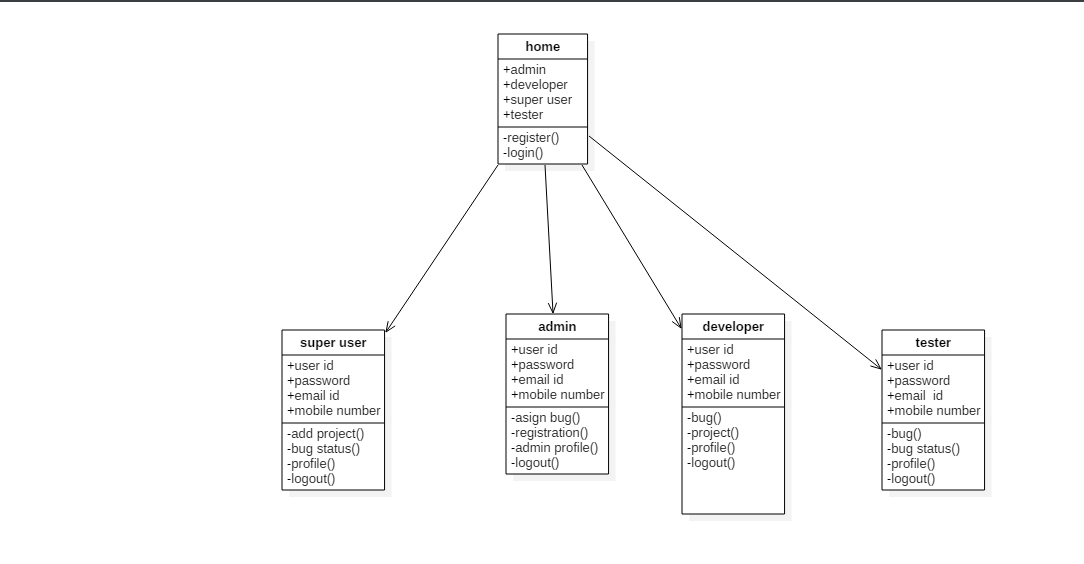 home
+admin
+developer
+super user
+tester
-register()
-login()
super user
+user id
+password
+email id
+mobile number
-add project()
-bug status()
-profile()
-logout()
admin
+user id
+password
+email id
+mobile number
-asign bug()
-registration()
-admin profile()
-logout()
developer
+user id
+password
+email id
+mobile number
-bug()
-project()
-profile()
-logout()
tester
+user id
+password
+email  id
+mobile number
-bug()
-bug status()
-profile()
-logout()